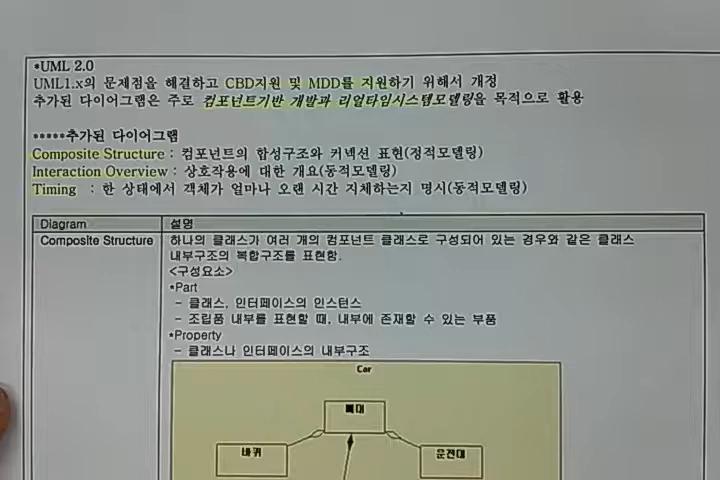 *UML 2.0
UML1.x의 문제점을 해결하고 CBD지원 및 MDD를 지원하기 위해서 개정
추가된 다이어그램은 주로 컴포넌트기반 개발과 리얼타임시스템모델링을 목적으로 활용
*****추가된 다이어그램
Composite Structure : 컴포넌트의 합성구조와 커넥션 표현(정적모델링)
Interaction Overview : 상호작용에 대한 개요(동적모델링)
Timing : 한 상태에서 객체가 얼마나 오랜 시간 지체하는지 명시(동적모델링)
Diagram 설명
Composite Structure 하나의 클래스가 여러 개의 컴포넌트 클래스로 구성되어 있는 경우와 같은 클래스
내부구조의 복합구조를 표현함.
<구성요소>
*Part
- 클래스, 인터페이스의 인스턴스
- 조립품 내부를 표현할 때, 내부에 존재할 수 있는 부품
*Property
- 클래스나 인터페이스의 내부구조
Car
뼈대
바퀴 운전대